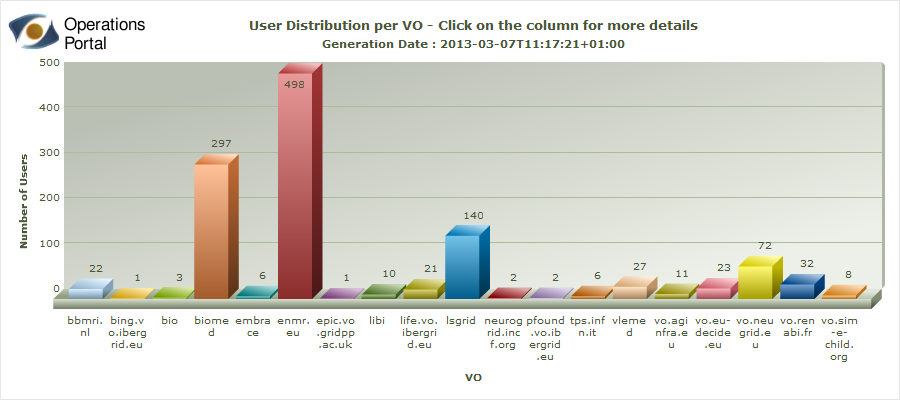 Operations
Portal
User Distribution per VO - Click on the column for more details
Generation Date : 2013-03-07T11:17:21+01:00
Number of Users
500
400
300
200
100
0
22
1
3
297
6
498
1
10
21
140
2
2
6
27
11
23
72
32
8
bbmri.
nl
bing.v
o.iberg
rid.eu
bio
biome
d
embra
ce
enmr.
eu
epic.vo
.gridpp
.ac.uk
libi
life.vo.
ibergri
d.eu
lsgrid
neurog
rid.inc
f.org
pfound
.vo.ib
ergrid
.eu
tps.inf
n.it
vlemed
vo.agi
nfra.e
u
vo.eu-
decide
.eu
vo.neu
grid.e
u
vo.ren
abi.fr
vo.sim
-e-
child.
org
VO